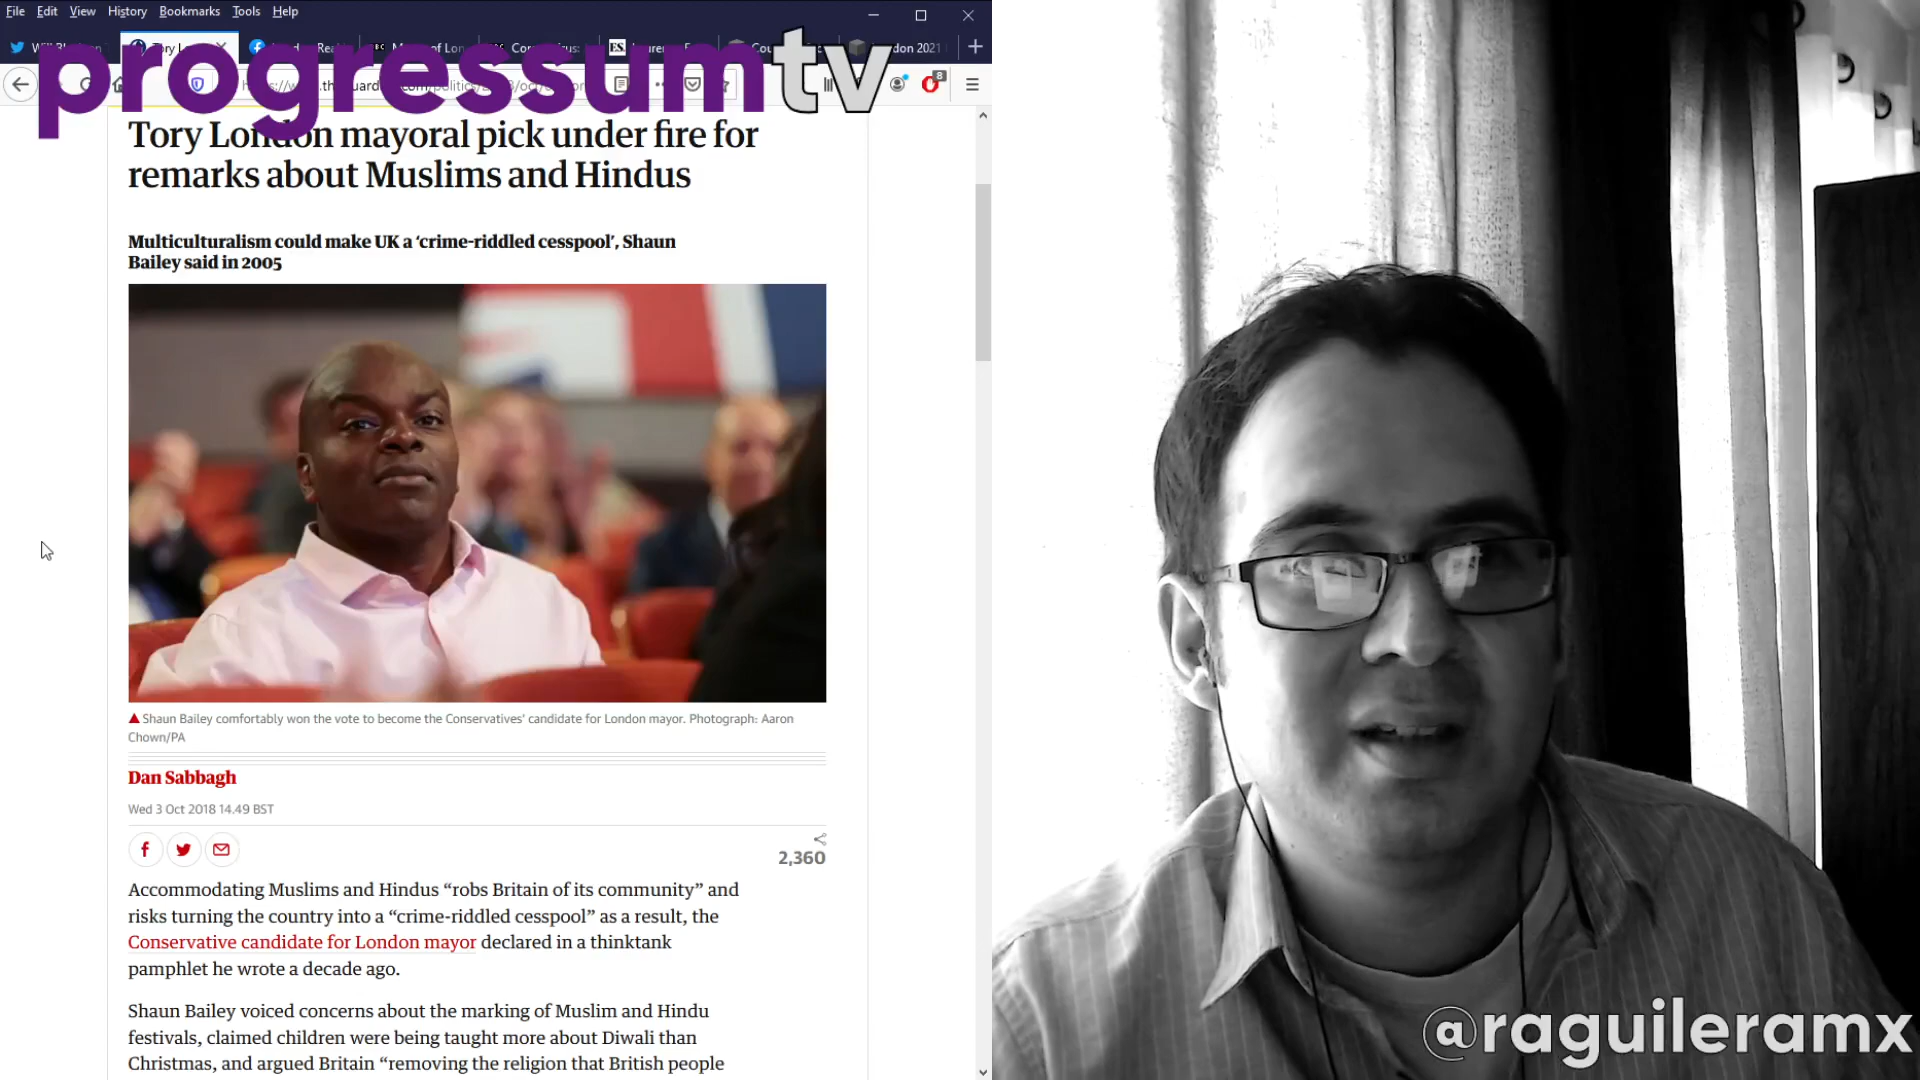 File Edit View History Bookmarks Tools Help
progressumtv
Tory London mayoral pick under fire for
remarks about Muslims and Hindus
Multiculturalism could make UK a ‘crime-riddled cesspool’, Shaun
Bailey said in 2005
Shaun Bailey comfortably won the vote to become the Conservatives’ candidate for London mayor. Photograph: Aaron
Chown/PA
Dan Sabbagh
Wed 3 Oct 2018 14.49 BST
2,360
Accommodating Muslims and Hindus “robs Britain of its community” and
risks turning the country into a “crime-riddled cesspool” as a result, the
Conservative candidate for London mayor declared in a thinktank
pamphlet he wrote a decade ago.
Shaun Bailey voiced concerns about the marking of Muslim and Hindu
festivals, claimed children were being taught more about Diwali than
Christmas, and argued Britain “removing the religion that British people
@raguileramx